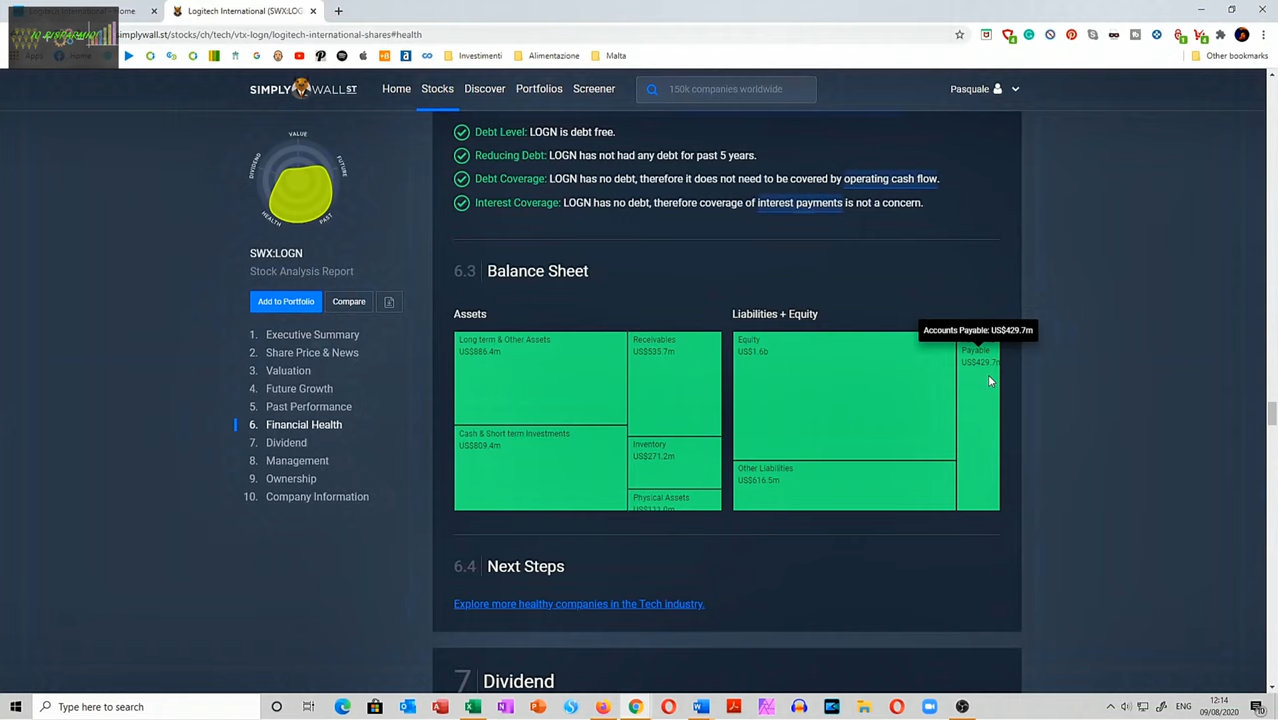 Logitech International (SWX:LOG
simplywall.st/stocks/ch/tech/vtx-logn/logitech-international-shares#health
Apps
Home
Investimenti
Alimentazione
Malta
Other bookmarks
SIMPLY WALL ST
Home
Stocks
Discover
Portfolios
Screener
150k companies worldwide
Pasquale
VALUE
FUTURE
PAST
HEALTH
DIVIDEND
SWX:LOGN
Stock Analysis Report
Add to Portfolio
Compare
1. Executive Summary
2. Share Price & News
3. Valuation
4. Future Growth
5. Past Performance
6. Financial Health
7. Dividend
8. Management
9. Ownership
10. Company Information
Debt Level: LOGN is debt free.
Reducing Debt: LOGN has not had any debt for past 5 years.
Debt Coverage: LOGN has no debt, therefore it does not need to be covered by operating cash flow.
Interest Coverage: LOGN has no debt, therefore coverage of interest payments is not a concern.
6.3 Balance Sheet
Assets
Long term & Other Assets
US$886.4m
Receivables
US$535.7m
Cash & Short term Investments
US$809.4m
Inventory
US$271.2m
Physical Assets
Liabilities + Equity
Accounts Payable: US$429.7m
Equity
US$1.6b
Payable
US$429.7m
Other Liabilities
US$616.5m
6.4 Next Steps
Explore more healthy companies in the Tech industry.
7 Dividend
Type here to search
ENG
12:14
09/08/2020